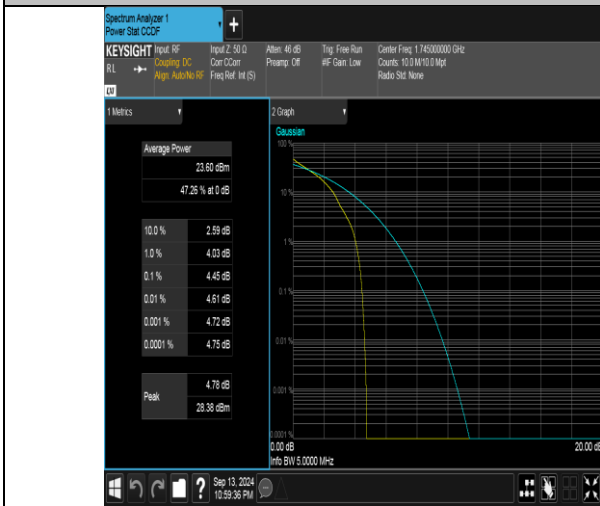 Spectrum Analyzer 1
Power Stat CCDF
+
KEYSIGHT Input: RF Input Z: 50 Ω Atten: 46 dB Trig: Free Run Center Freq: 1.745000000 GHz
RL Coupling: DC Corr CCorr Preamp: Off #IF Gain: Low Counts: 10.0 M/10.0 Mpt
Align: Auto/No RF Freq Ref: Int (S) Radio Std: None
LXI
1 Metrics
Average Power
23.60 dBm
47.26 % at 0 dB
10.0 % 2.59 dB
1.0 % 4.03 dB
0.1 % 4.45 dB
0.01 % 4.61 dB
0.001 % 4.72 dB
0.0001 % 4.75 dB
Peak 4.78 dB
28.38 dBm
2 Graph
Gaussian
100 %
10 %
1 %
0.1 %
0.01 %
0.001 %
0.0001 %
0.00 dB 20.00 dB
Info BW 5.0000 MHz
?
Sep 13, 2024
10:59:36 PM